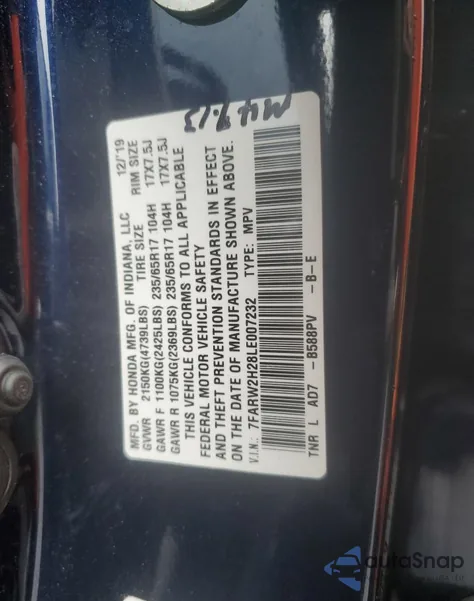 MFD. BY HONDA MFG. OF INDIANA, LLC 12/'19
GVWR 2150KG(4739LBS) TIRE SIZE RIM SIZE
GAWR F 1100KG(2425LBS) 235/65R17 104H 17X7.5J
GAWR R 1075KG(2369LBS) 235/65R17 104H 17X7.5J
THIS VEHICLE CONFORMS TO ALL APPLICABLE
FEDERAL MOTOR VEHICLE SAFETY
AND THEFT PREVENTION STANDARDS IN EFFECT
ON THE DATE OF MANUFACTURE SHOWN ABOVE.
V.I.N.: 7FARW2H28LE007232 TYPE: MPV
TNR L AD7 -B588PV -B-E
autoSnap